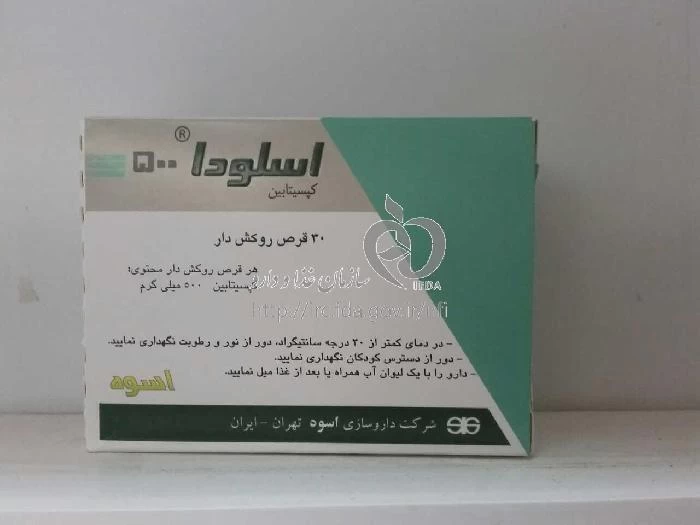 اسلودا® ۵۰۰
کپسیتابین
۳۰ قرص روکش دار
هر قرص روکش دار محتوی:
کپسیتابین ۵۰۰ میلی گرم
سازمان غذا و دارو
IFDA
http://irc.fda.gov.ir/nfi
- در دمای کمتر از ۳۰ درجه سانتیگراد، دور از نور و رطوبت نگهداری نمایید.
- دور از دسترس کودکان نگهداری نمایید.
- دارو را با یک لیوان آب همراه یا بعد از غذا میل نمایید.
اسوه
شرکت داروسازی اسوه تهران - ایران